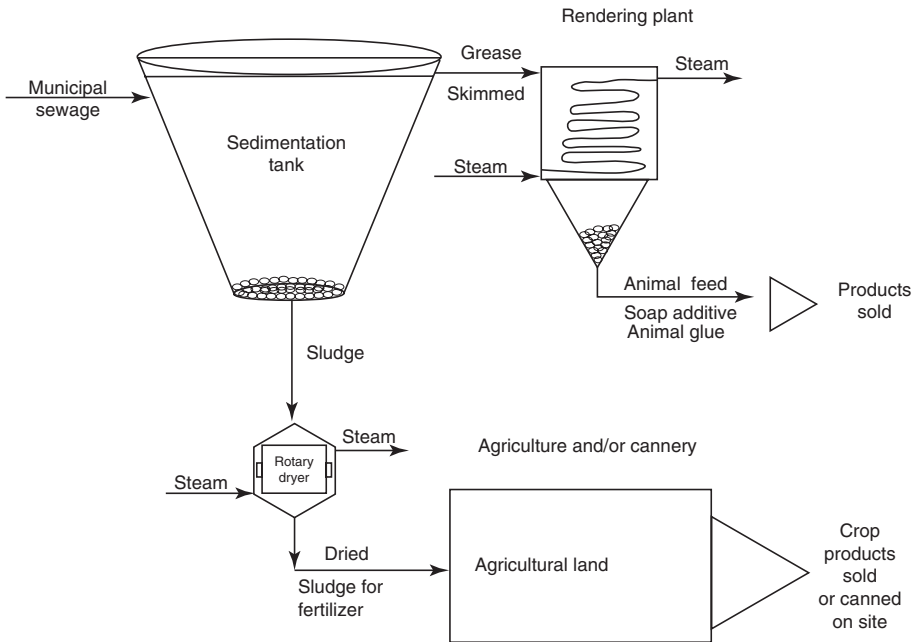 Rendering plant
Municipal
sewage
Sedimentation
tank
Grease
Skimmed
Steam
Steam
Animal feed
Soap additive
Animal glue
Products
sold
Sludge
Steam
Rotary
dryer
Steam
Dried
Sludge for
fertilizer
Agriculture and/or cannery
Agricultural land
Crop
products
sold
or canned
on site